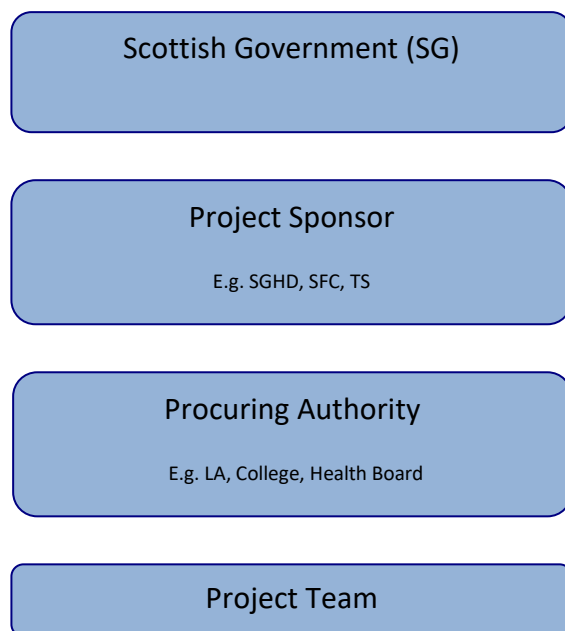 Scottish Government (SG)
Project Sponsor
E.g. SGHD, SFC, TS
Procuring Authority
E.g. LA, College, Health Board
Project Team